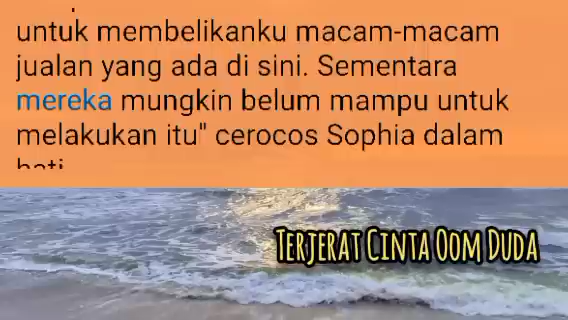 untuk membelikanku macam-macam
jualan yang ada di sini. Sementara
mereka mungkin belum mampu untuk
melakukan itu" cerocos Sophia dalam
Terjerat Cinta Oom Duda